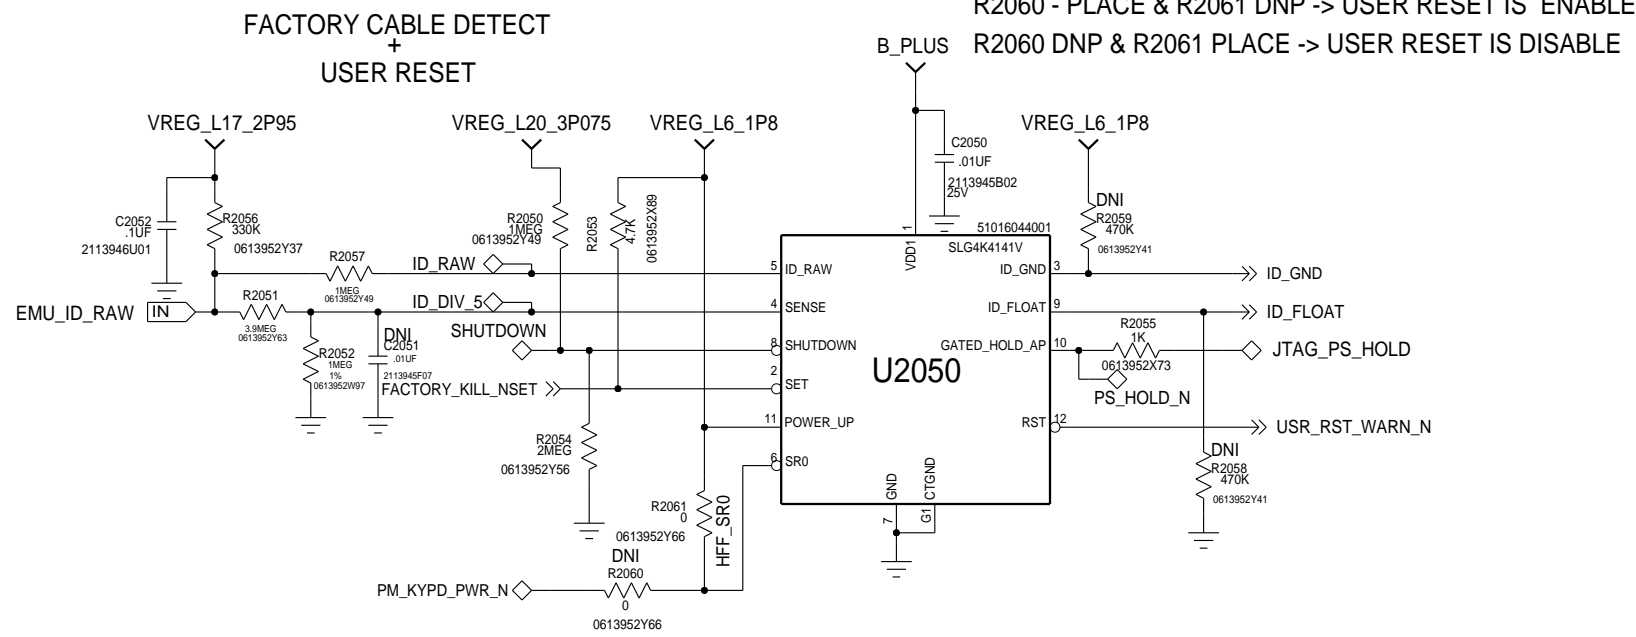 R2060 - PLACE & R2061 DNP -> USER RESET IS ENABLE
FACTORY CABLE DETECT
+
USER RESET
B_PLUS
R2060 DNP & R2061 PLACE -> USER RESET IS DISABLE
VREG_L17_2P95
VREG_L20_3P075
VREG_L6_1P8
VREG_L6_1P8
C2050
.01UF
2113945B02
25V
C2052
.1UF
2113946U01
R2056
330K
0613952Y37
R2050
1MEG
0613952Y49
R2053
4.7K
0613952X89
DNI
R2059
470K
0613952Y41
51016044001
SLG4K4141V
1
VDD1
R2057
1MEG
0613952Y49
ID_RAW
5
ID_RAW
ID_GND
3
ID_GND
EMU_ID_RAW
IN
R2051
3.9MEG
0613952Y63
ID_DIV_5
4
SENSE
ID_FLOAT
9
ID_FLOAT
R2052
1MEG
1%
0613952W97
DNI
C2051
.01UF
2113945F07
SHUTDOWN
8
SHUTDOWN
GATED_HOLD_AP
10
R2055
1K
0613952X73
JTAG_PS_HOLD
PS_HOLD_N
U2050
FACTORY_KILL_NSET
2
SET
11
POWER_UP
RST
12
USR_RST_WARN_N
R2054
2MEG
0613952Y56
6
SR0
DNI
R2058
470K
0613952Y41
GND
CTGND
7
G1
R2061
0
0613952Y66
HFF_SR0
DNI
R2060
0
0613952Y66
PM_KYPD_PWR_N